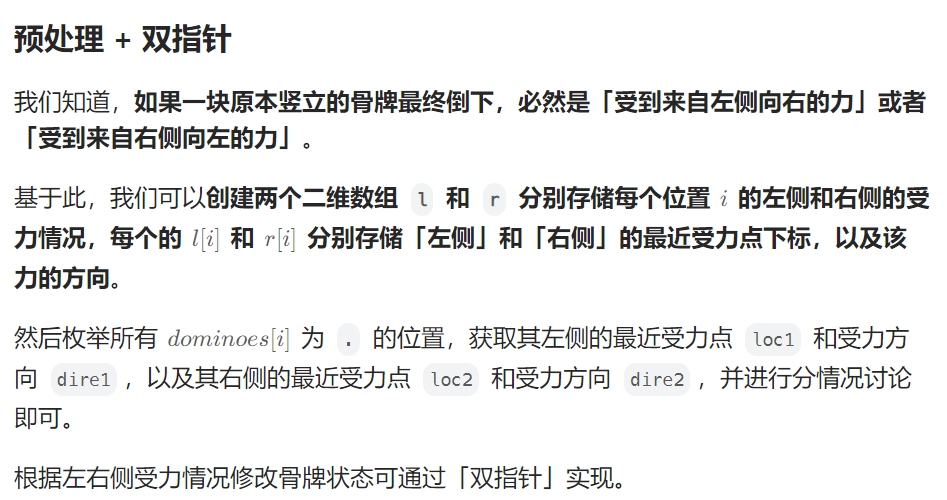 预处理 + 双指针
我们知道，如果一块原本竖立的骨牌最终倒下，必然是「受到来自左侧向右的力」或者
「受到来自右侧向左的力」。
基于此，我们可以创建两个二维数组 l 和 r 分别存储每个位置 i 的左侧和右侧的受
力情况，每个的 l[i] 和 r[i] 分别存储「左侧」和「右侧」的最近受力点下标，以及该
力的方向。
然后枚举所有 dominoes[i] 为 . 的位置，获取其左侧的最近受力点 loc1 和受力方
向 dire1 ，以及其右侧的最近受力点 loc2 和受力方向 dire2 ，并进行分情况讨论
即可。
根据左右侧受力情况修改骨牌状态可通过「双指针」实现。